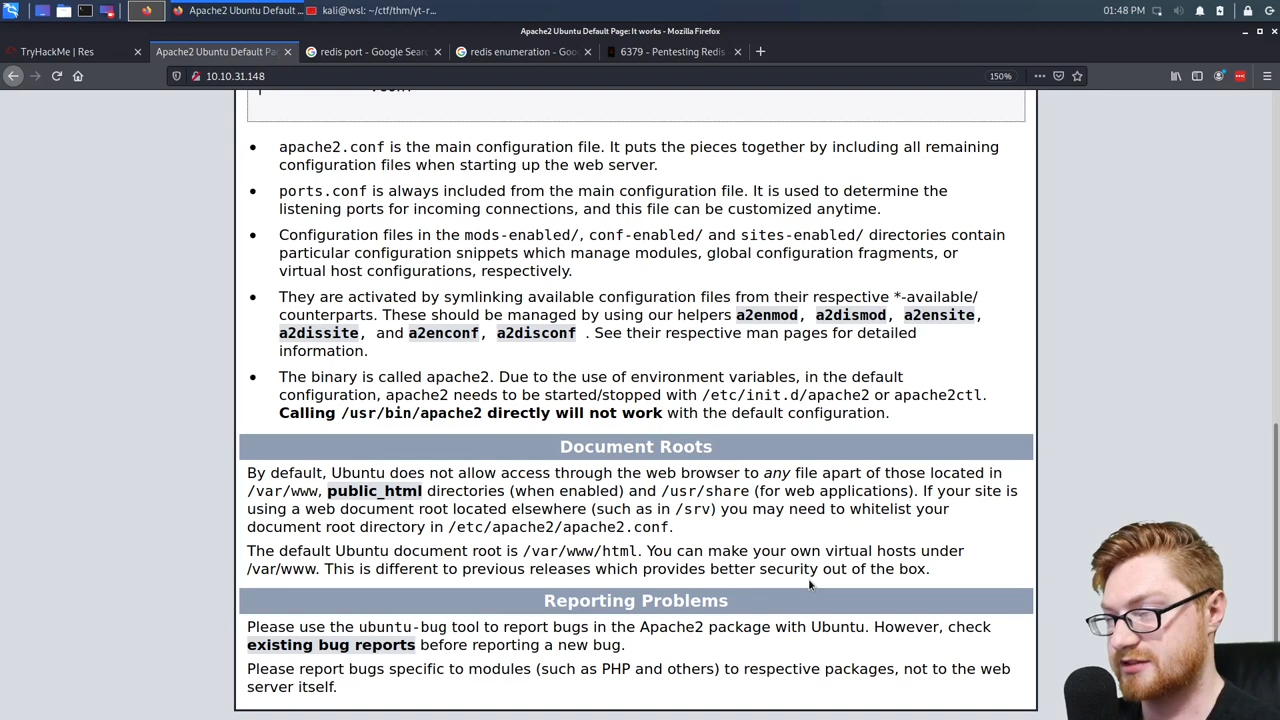 Apache2 Ubuntu Default ...
kali@wsl: ~/ctf/thm/yt-r...
01:48 PM
Apache2 Ubuntu Default Page: It works - Mozilla Firefox
TryHackMe | Res
Apache2 Ubuntu Default Pa
redis port - Google Sear
redis enumeration - Goo
6379 - Pentesting Redis
10.10.31.148
150%
apache2.conf is the main configuration file. It puts the pieces together by including all remaining
configuration files when starting up the web server.
ports.conf is always included from the main configuration file. It is used to determine the
listening ports for incoming connections, and this file can be customized anytime.
Configuration files in the mods-enabled/, conf-enabled/ and sites-enabled/ directories contain
particular configuration snippets which manage modules, global configuration fragments, or
virtual host configurations, respectively.
They are activated by symlinking available configuration files from their respective *-available/
counterparts. These should be managed by using our helpers a2enmod, a2dismod, a2ensite,
a2dissite, and a2enconf, a2disconf . See their respective man pages for detailed
information.
The binary is called apache2. Due to the use of environment variables, in the default
configuration, apache2 needs to be started/stopped with /etc/init.d/apache2 or apache2ctl.
Calling /usr/bin/apache2 directly will not work with the default configuration.
Document Roots
By default, Ubuntu does not allow access through the web browser to any file apart of those located in
/var/www, public_html directories (when enabled) and /usr/share (for web applications). If your site is
using a web document root located elsewhere (such as in /srv) you may need to whitelist your
document root directory in /etc/apache2/apache2.conf.
The default Ubuntu document root is /var/www/html. You can make your own virtual hosts under
/var/www. This is different to previous releases which provides better security out of the box.
Reporting Problems
Please use the ubuntu-bug tool to report bugs in the Apache2 package with Ubuntu. However, check
existing bug reports before reporting a new bug.
Please report bugs specific to modules (such as PHP and others) to respective packages, not to the web
server itself.